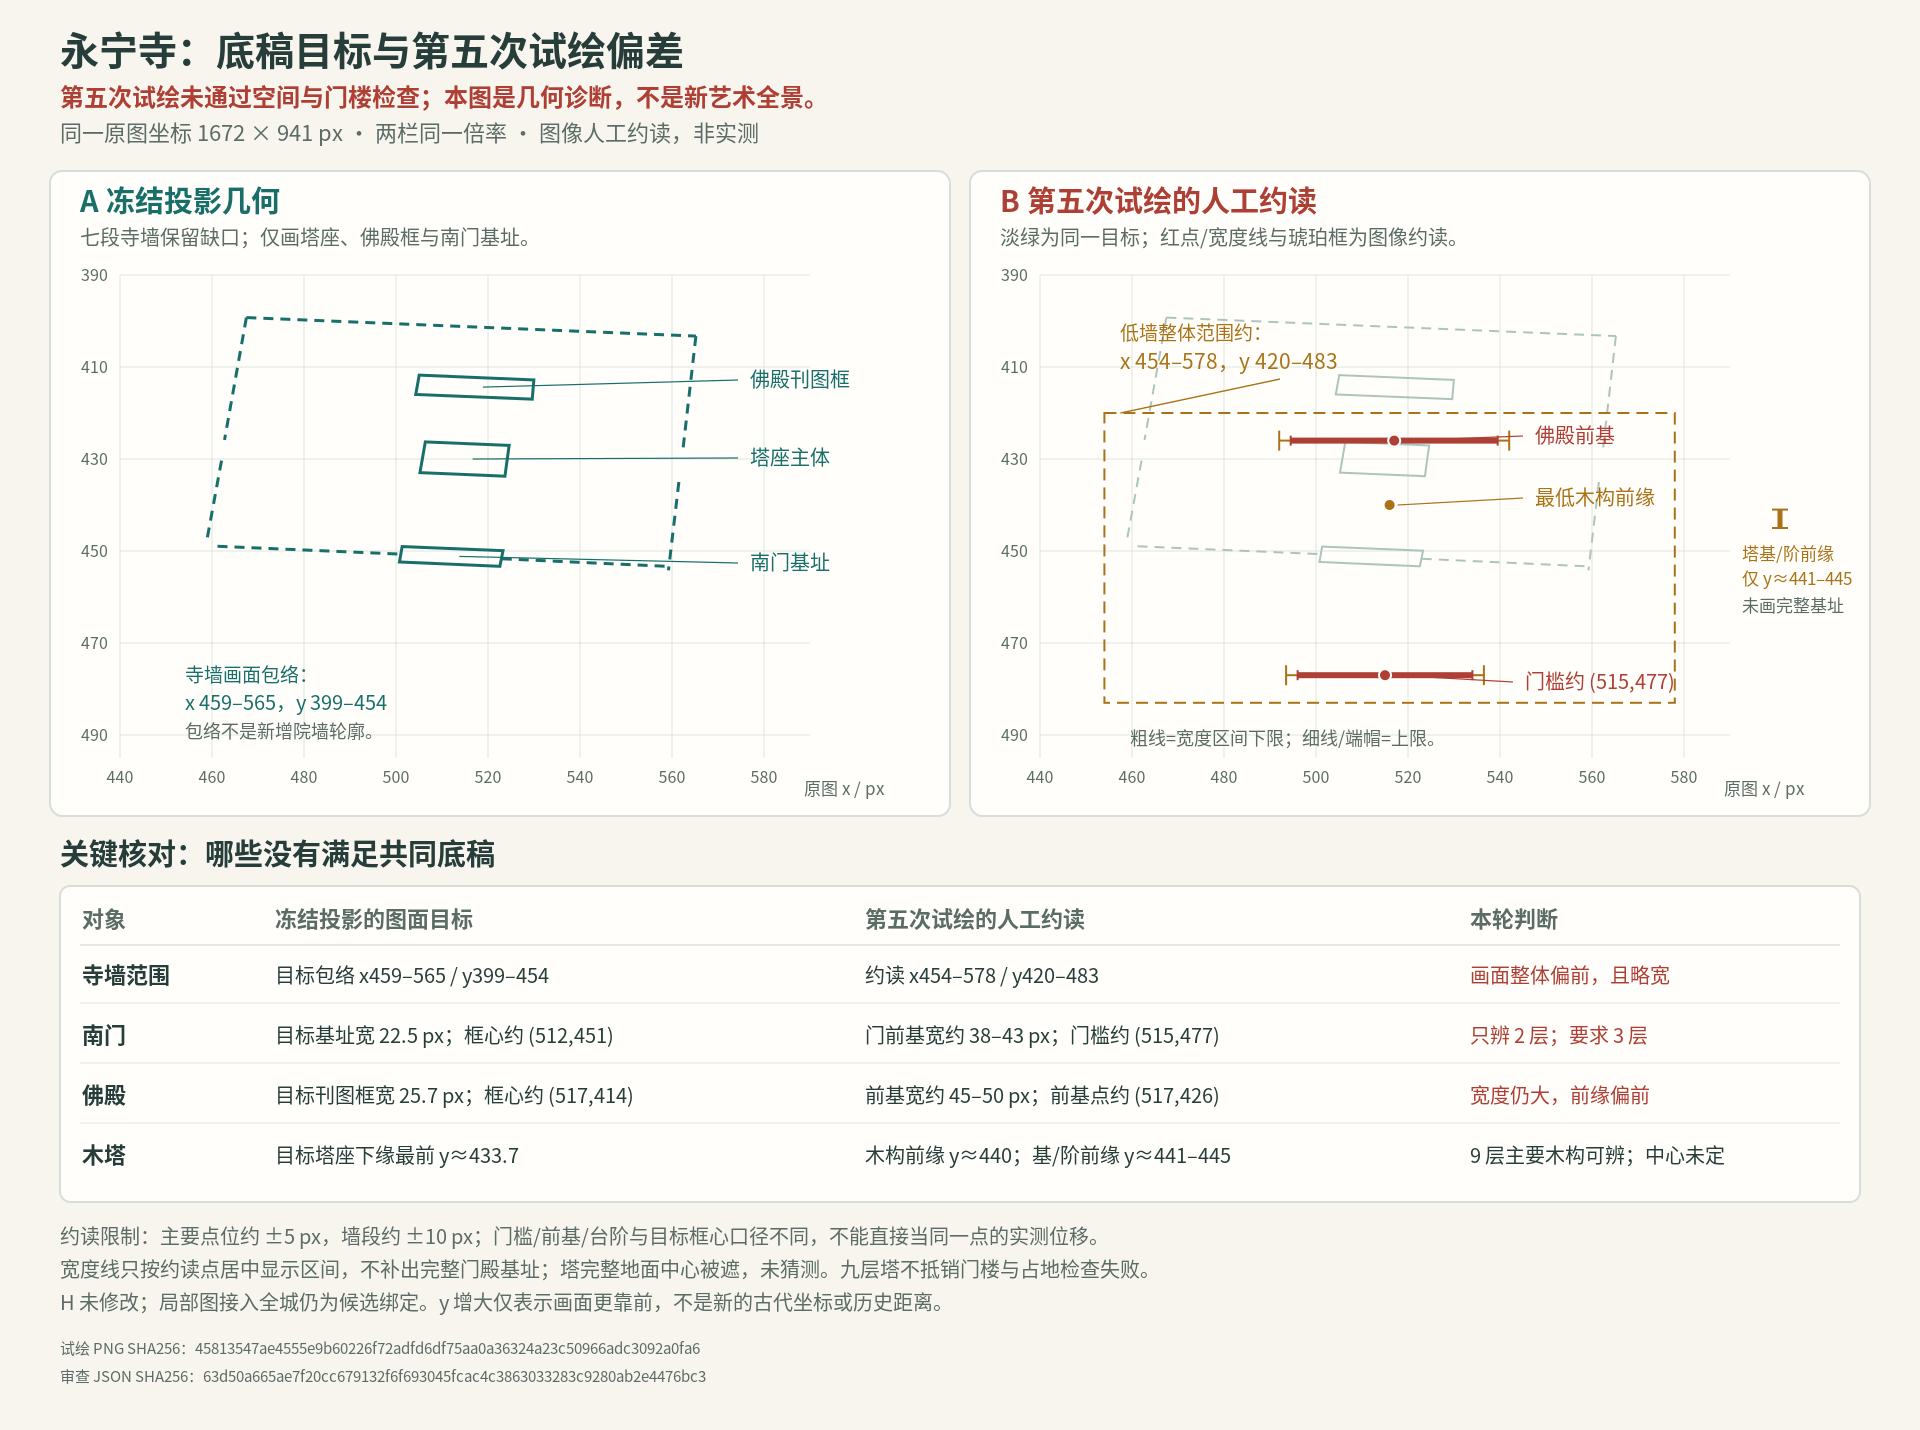 永宁寺：底稿目标与第五次试绘偏差
第五次试绘未通过空间与门楼检查；本图是几何诊断，不是新艺术全景。
同一原图坐标 1672 × 941 px · 两栏同一倍率 · 图像人工约读，非实测
A 冻结投影几何
七段寺墙保留缺口；仅画塔座、佛殿框与南门基址。
390
410
430
450
470
490
佛殿刊图框
塔座主体
南门基址
寺墙画面包络：
x 459–565，y 399–454
包络不是新增院墙轮廓。
440 460 480 500 520 540 560 580
原图 x / px
B 第五次试绘的人工约读
淡绿为同一目标；红点/宽度线与琥珀框为图像约读。
390
410
430
450
470
490
低墙整体范围约：
x 454–578，y 420–483
佛殿前基
最低木构前缘
塔基/阶前缘
仅 y≈441–445
未画完整基址
门槛约 (515,477)
粗线=宽度区间下限；细线/端帽=上限。
440 460 480 500 520 540 560 580
原图 x / px
关键核对：哪些没有满足共同底稿
对象 冻结投影的图面目标 第五次试绘的人工约读 本轮判断
寺墙范围 目标包络 x459–565 / y399–454 约读 x454–578 / y420–483 画面整体偏前，且略宽
南门 目标基址宽 22.5 px；框心约 (512,451) 门前基宽约 38–43 px；门槛约 (515,477) 只辨 2 层；要求 3 层
佛殿 目标刊图框宽 25.7 px；框心约 (517,414) 前基宽约 45–50 px；前基点约 (517,426) 宽度仍大，前缘偏前
木塔 目标塔座下缘最前 y≈433.7 木构前缘 y≈440；基/阶前缘 y≈441–445 9 层主要木构可辨；中心未定
约读限制：主要点位约 ±5 px，墙段约 ±10 px；门槛/前基/台阶与目标框心口径不同，不能直接当同一点的实测位移。
宽度线只按约读点居中显示区间，不补出完整门殿基址；塔完整地面中心被遮，未猜测。九层塔不抵销门楼与占地检查失败。
H 未修改；局部图接入全城仍为候选绑定。y 增大仅表示画面更靠前，不是新的古代坐标或历史距离。
试绘 PNG SHA256：45813547ae4555e9b60226f72adfd6df75aa0a36324a23c50966adc3092a0fa6
审查 JSON SHA256：63d50a665ae7f20cc679132f6f693045fcac4c3863033283c9280ab2e4476bc3